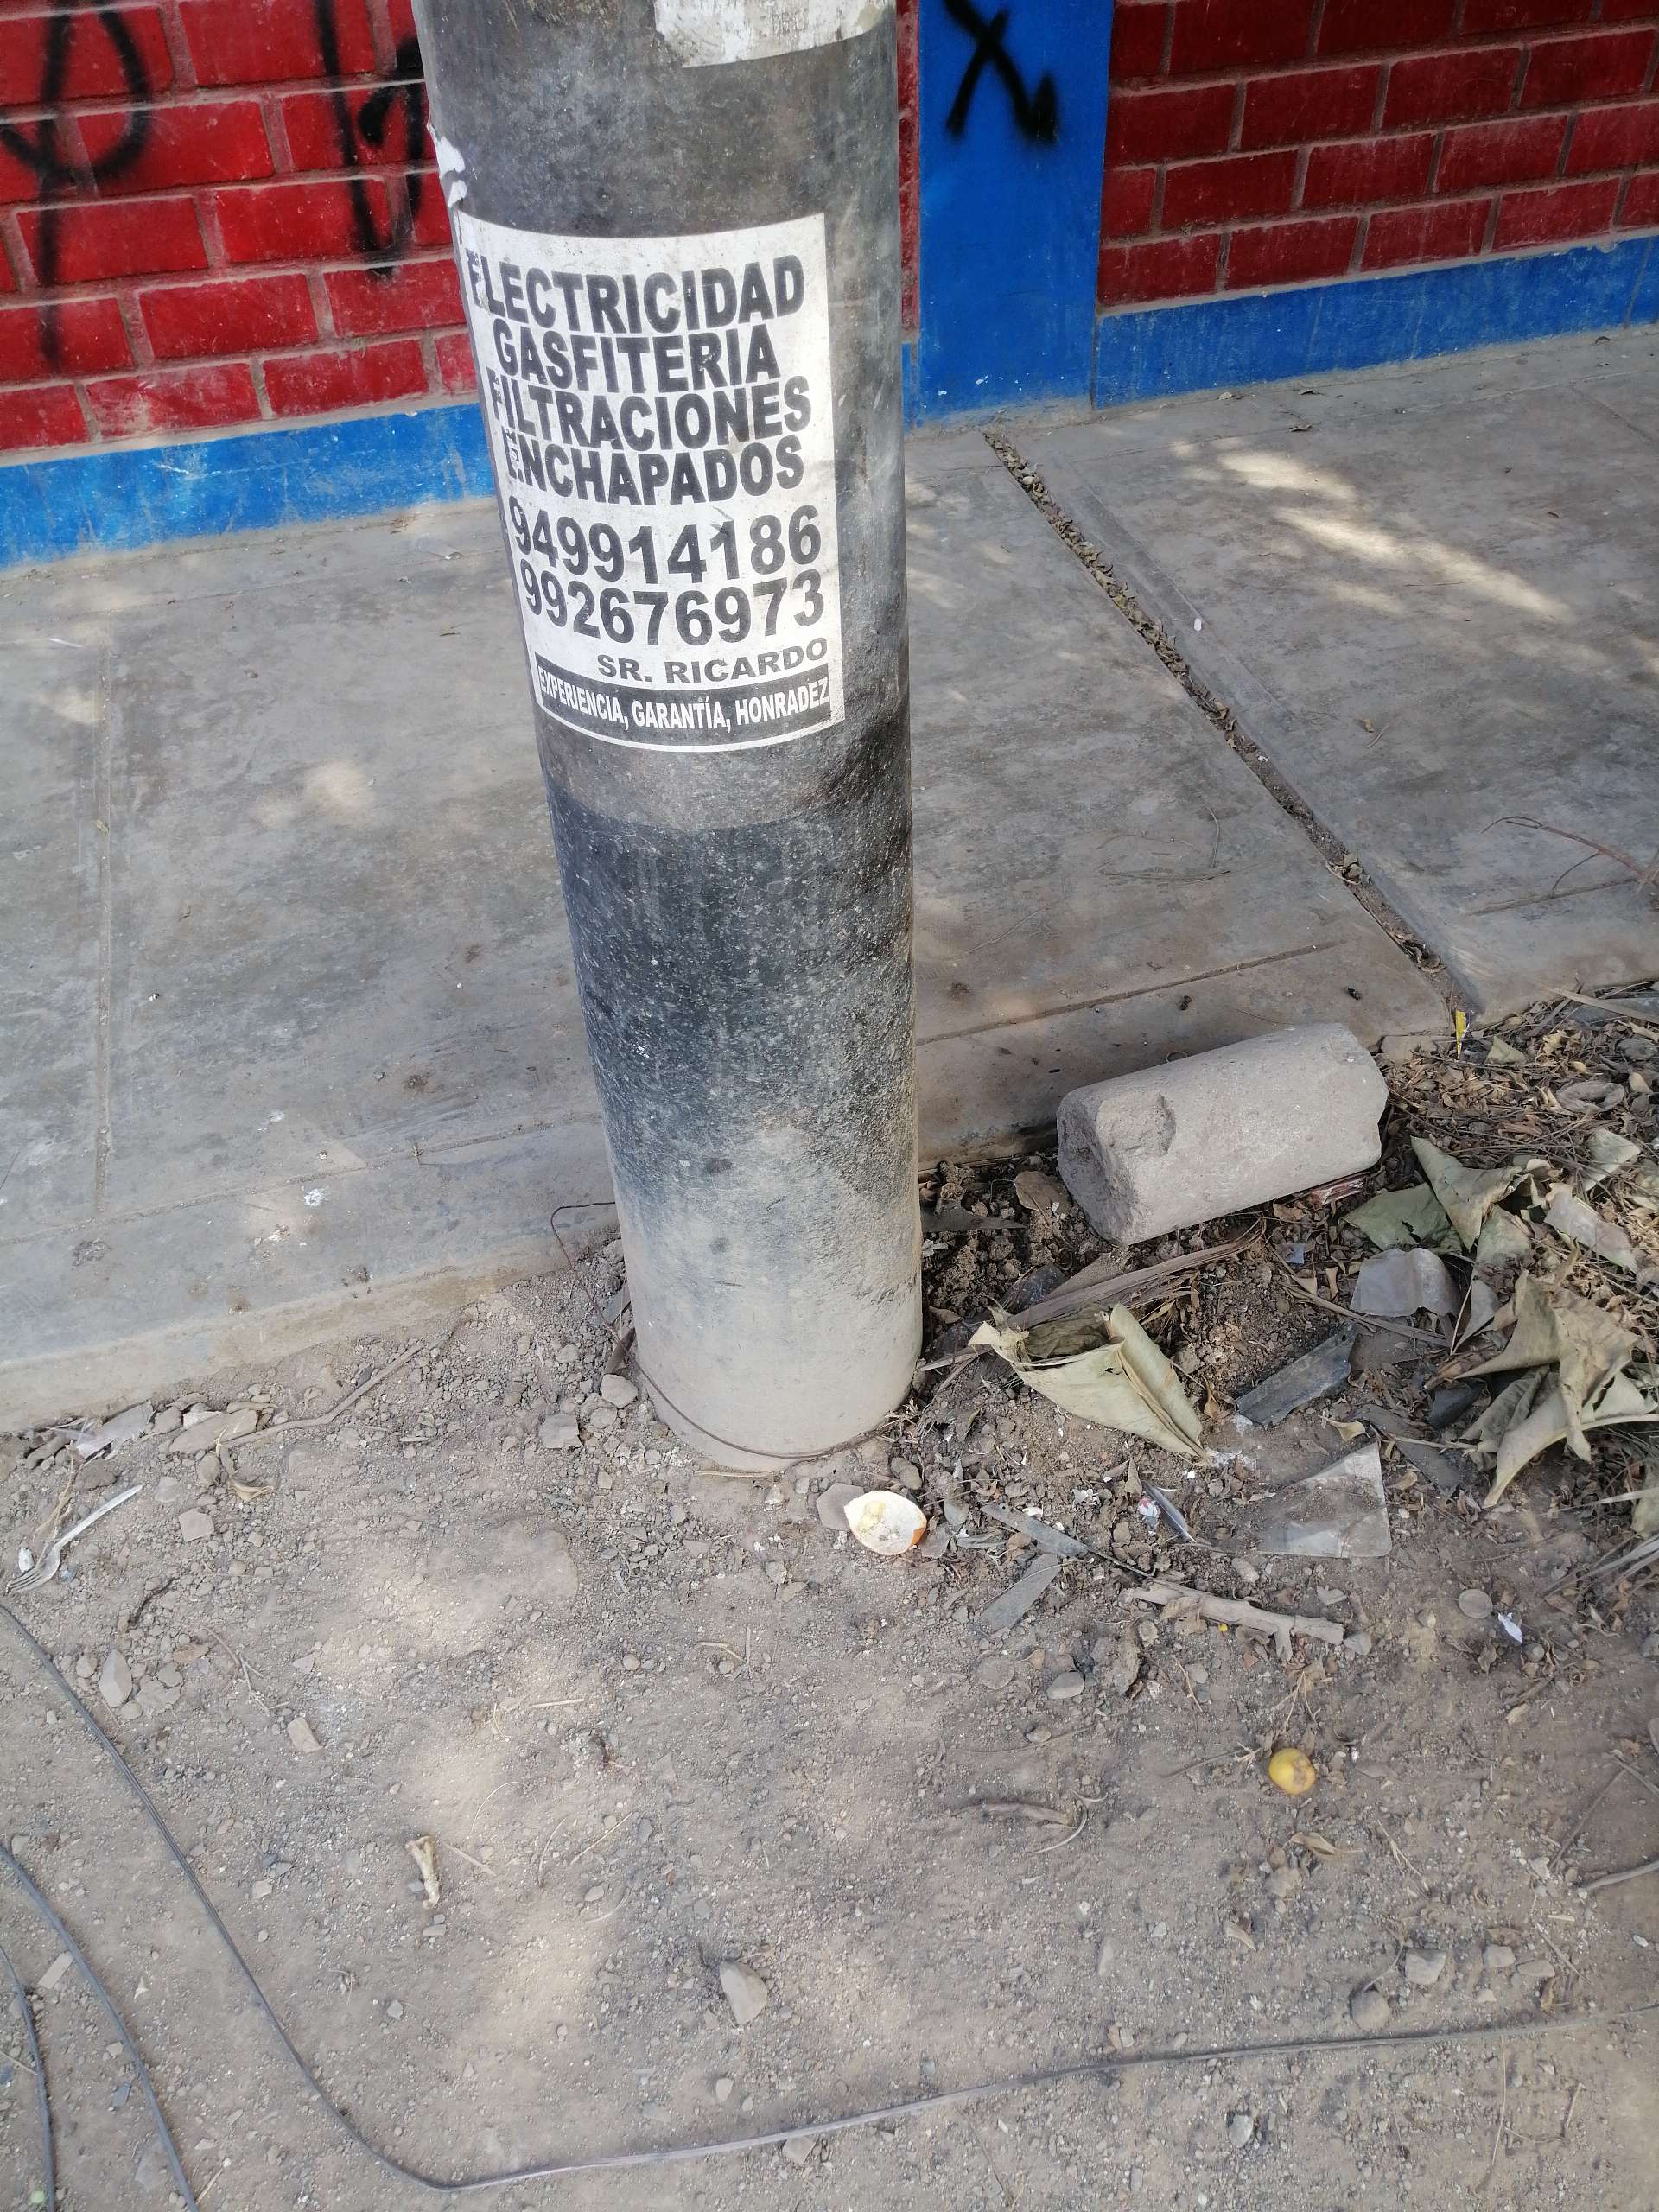 ELECTRICIDAD
GASFITERIA
FILTRACIONES
ENCHAPADOS
949914186
992676973
SR. RICARDO
EXPERIENCIA, GARANTÍA, HONRADEZ